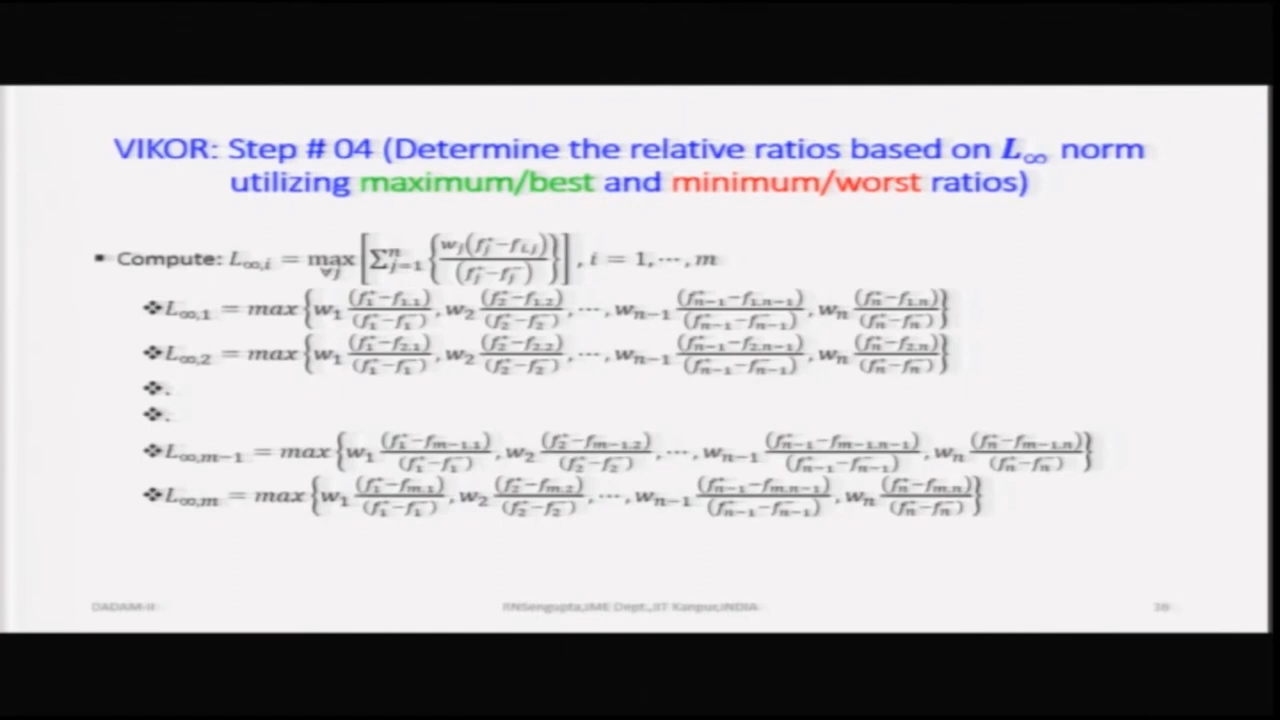 VIKOR: Step # 04 (Determine the relative ratios based on L∞ norm
utilizing maximum/best and minimum/worst ratios)
▪ Compute: L∞,i = max∀j [∑ⁿj=1 {wj(fj*−fi,j)/(fj*−fj⁻)}], i = 1,⋯,m
❖L∞,1 = max {w1 (f1*−f1,1)/(f1*−f1⁻), w2 (f2*−f1,2)/(f2*−f2⁻), ⋯, wn−1 (fn−1*−f1,n−1)/(fn−1*−fn−1⁻), wn (fn*−f1,n)/(fn*−fn⁻)}
❖L∞,2 = max {w1 (f1*−f2,1)/(f1*−f1⁻), w2 (f2*−f2,2)/(f2*−f2⁻), ⋯, wn−1 (fn−1*−f2,n−1)/(fn−1*−fn−1⁻), wn (fn*−f2,n)/(fn*−fn⁻)}
❖.
❖.
❖L∞,m−1 = max {w1 (f1*−fm−1,1)/(f1*−f1⁻), w2 (f2*−fm−1,2)/(f2*−f2⁻), ⋯, wn−1 (fn−1*−fm−1,n−1)/(fn−1*−fn−1⁻), wn (fn*−fm−1,n)/(fn*−fn⁻)}
❖L∞,m = max {w1 (f1*−fm,1)/(f1*−f1⁻), w2 (f2*−fm,2)/(f2*−f2⁻), ⋯, wn−1 (fn−1*−fm,n−1)/(fn−1*−fn−1⁻), wn (fn*−fm,n)/(fn*−fn⁻)}
DADAM-II
RNSengupta,IME Dept.,IIT Kanpur,INDIA